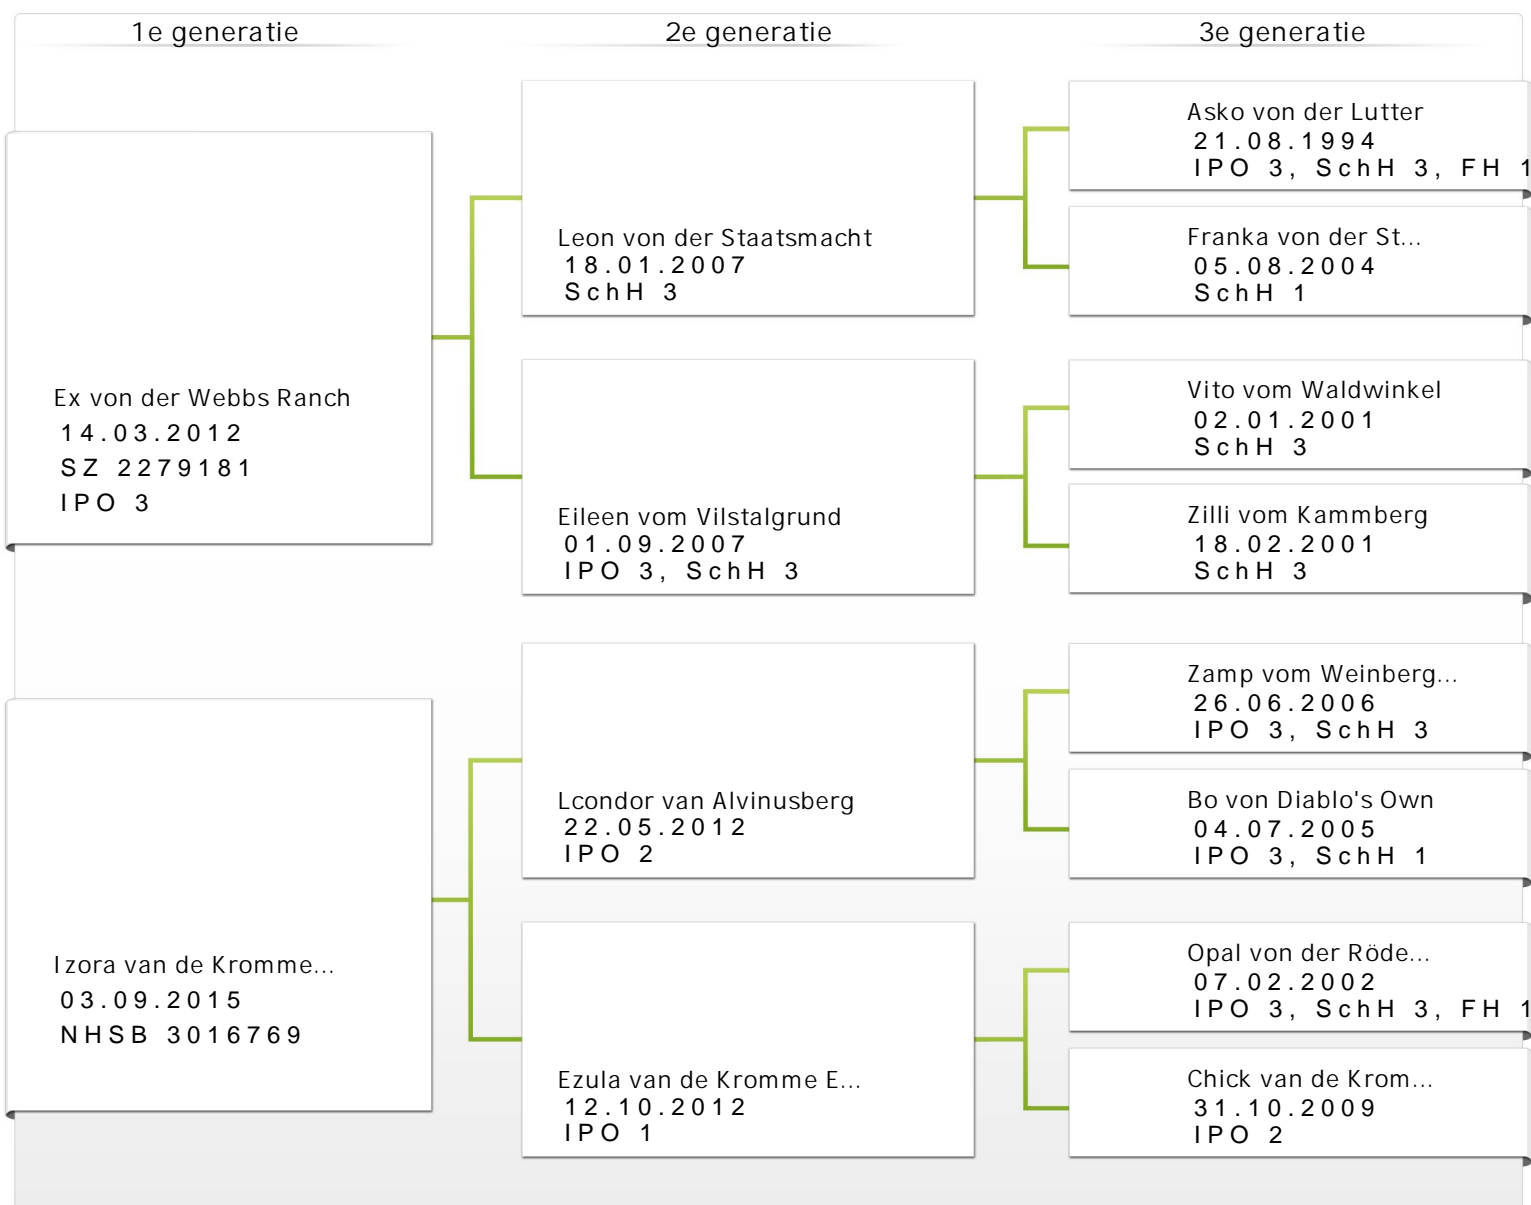 1e generatie
2e generatie
3e generatie
Ex von der Webbs Ranch
14.03.2012
SZ 2279181
IPO 3
Izora van de Kromme...
03.09.2015
NHSB 3016769
Leon von der Staatsmacht
18.01.2007
SchH 3
Eileen vom Vilstalgrund
01.09.2007
IPO 3, SchH 3
Lcondor van Alvinusberg
22.05.2012
IPO 2
Ezula van de Kromme E...
12.10.2012
IPO 1
Asko von der Lutter
21.08.1994
IPO 3, SchH 3, FH 1
Franka von der St...
05.08.2004
SchH 1
Vito vom Waldwinkel
02.01.2001
SchH 3
Zilli vom Kammberg
18.02.2001
SchH 3
Zamp vom Weinberg...
26.06.2006
IPO 3, SchH 3
Bo von Diablo's Own
04.07.2005
IPO 3, SchH 1
Opal von der Röde...
07.02.2002
IPO 3, SchH 3, FH 1
Chick van de Krom...
31.10.2009
IPO 2